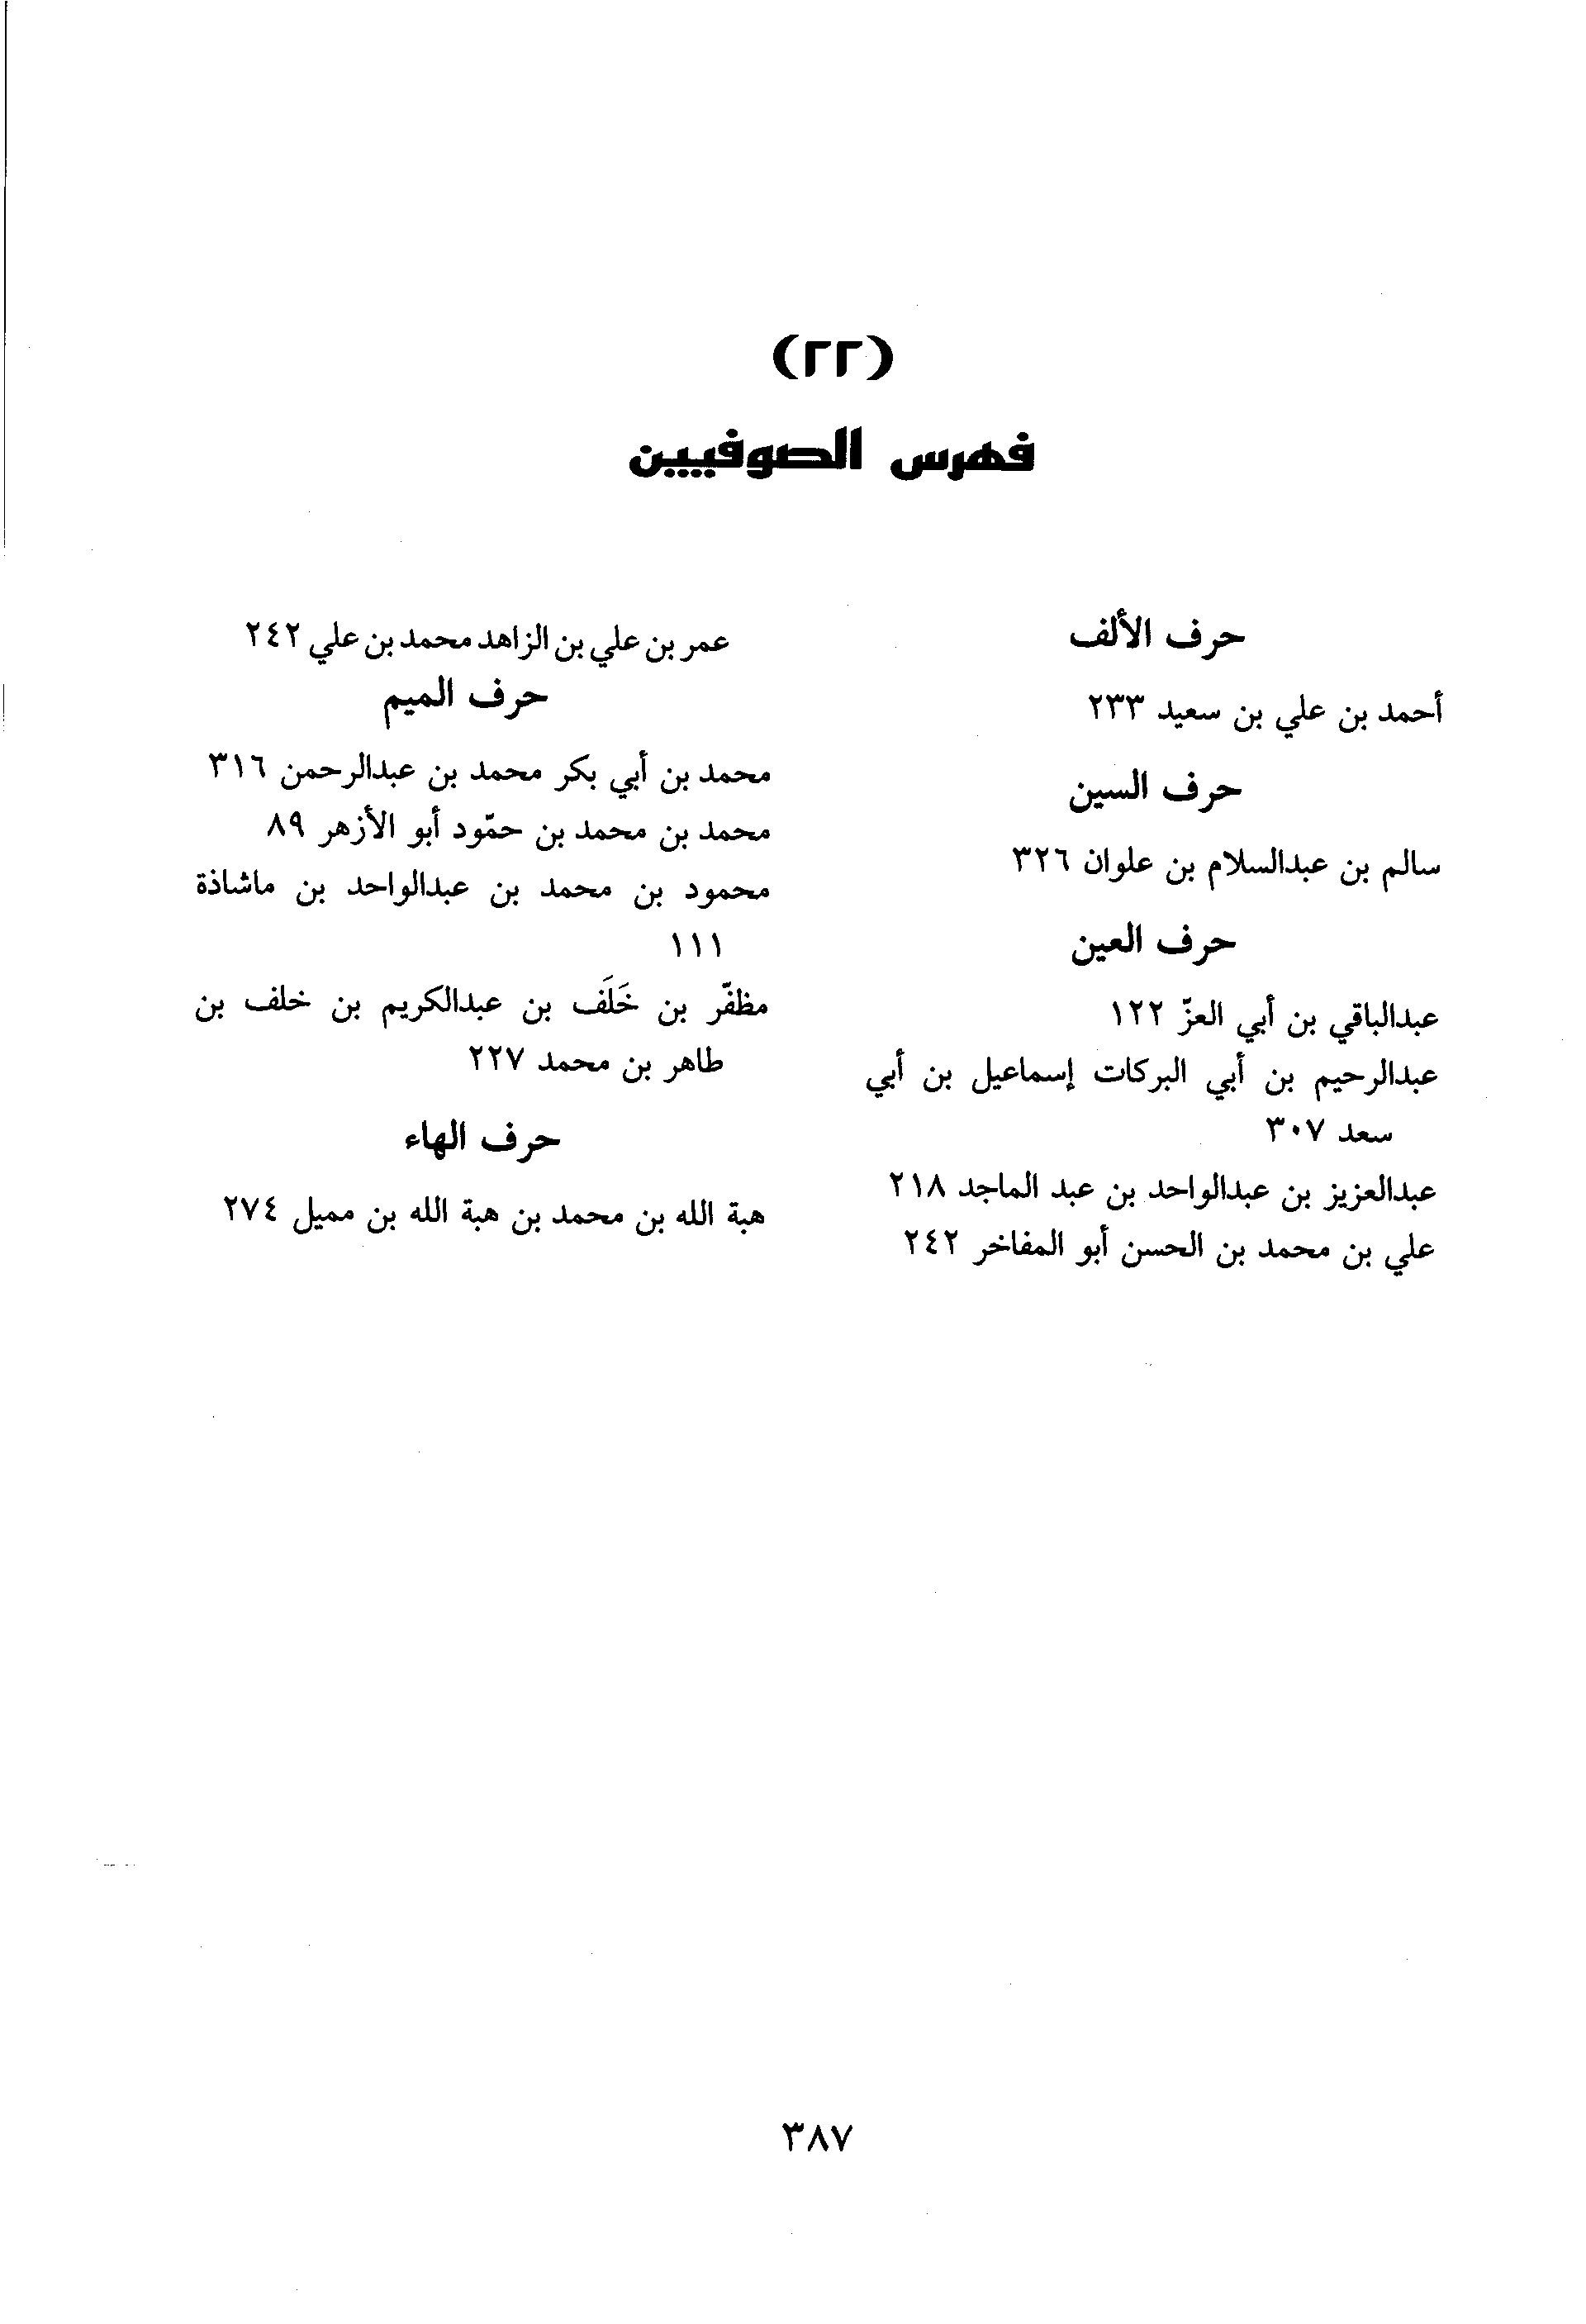 (٢٢)
فهرس الصوفيين
حرف الألف
أحمد بن علي بن سعيد ٢٣٣
حرف السين
سالم بن عبدالسلام بن علوان ٣٢٦
حرف العين
عبدالباقي بن أبي العزّ ١٢٢
عبدالرحيم بن أبي البركات إسماعيل بن أبي
سعد ٣٠٧
عبدالعزيز بن عبدالواحد بن عبد الماجد ٢١٨
علي بن محمد بن الحسن أبو المفاخر ٢٤٢
عمر بن علي بن الزاهد محمد بن علي ٢٤٢
حرف الميم
محمد بن أبي بكر محمد بن عبدالرحمن ٣١٦
محمد بن محمد بن حمّود أبو الأزهر ٨٩
محمود بن محمد بن عبدالواحد بن ماشاذة
١١١
مظفّر بن خَلَف بن عبدالكريم بن خلف بن
طاهر بن محمد ٢٢٧
حرف الهاء
هبة الله بن محمد بن هبة الله بن مميل ٢٧٤
٣٨٧